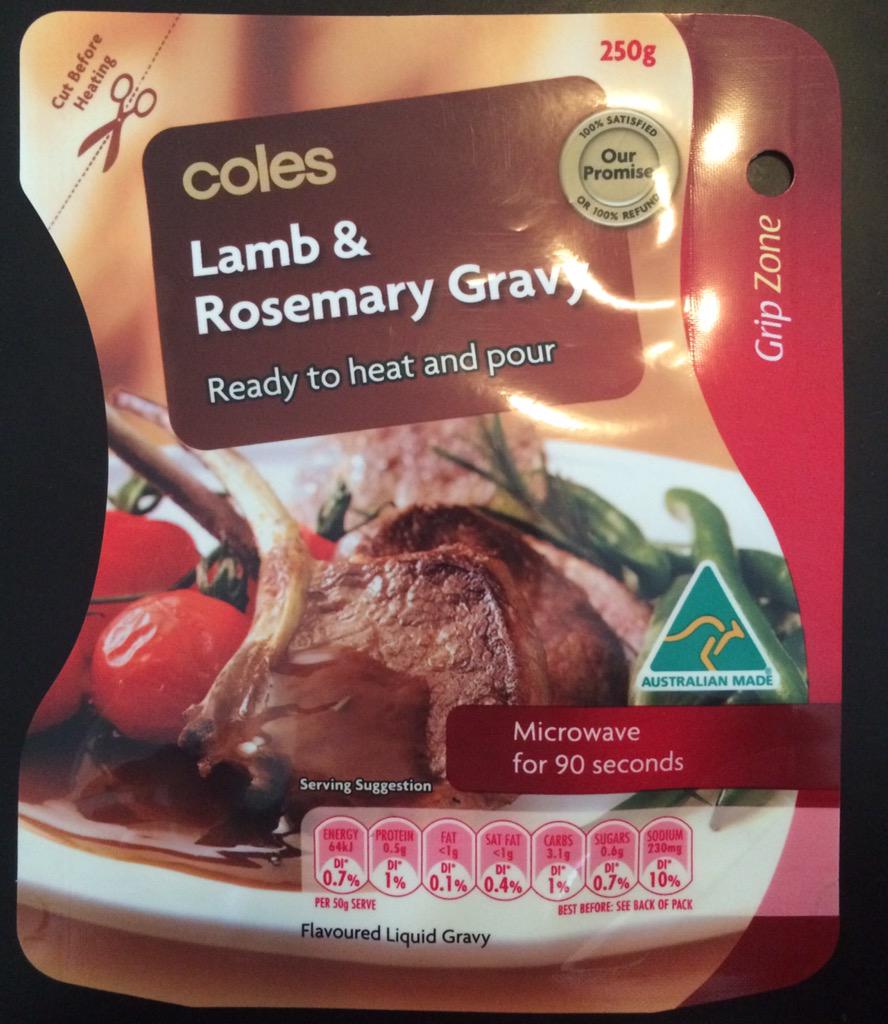 Cut Before
Heating
250g
coles
100% SATISFIED
Our
Promise
OR 100% REFUND
Lamb &
Rosemary Gravy
Ready to heat and pour
Grip Zone
AUSTRALIAN MADE
Microwave
for 90 seconds
Serving Suggestion
ENERGY PROTEIN FAT SAT FAT CARBS SUGARS SODIUM
64kJ 0.5g <1g <1g 3.1g 0.6g 230mg
DI* DI* DI* DI* DI* DI* DI*
0.7% 1% 0.1% 0.4% 1% 0.7% 10%
PER 50g SERVE BEST BEFORE: SEE BACK OF PACK
Flavoured Liquid Gravy